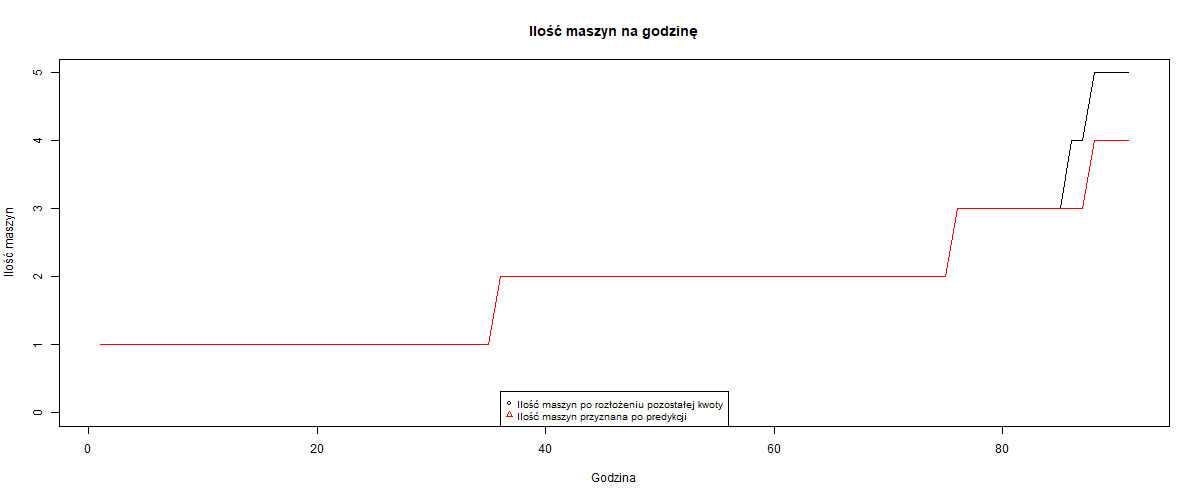 Ilość maszyn na godzinę
Ilość maszyn
5
4
3
2
1
0
Ilość maszyn po rozłożeniu pozostałej kwoty
Ilość maszyn przyznana po predykcji
0 20 40 60 80
Godzina